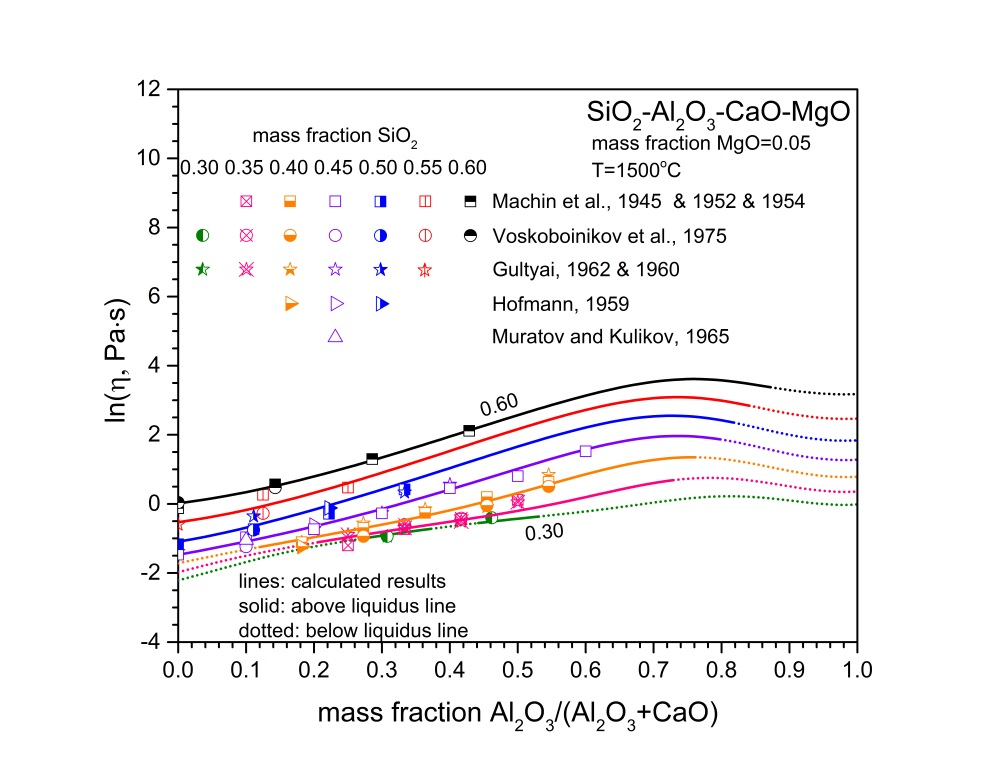 SiO2-Al2O3-CaO-MgO
mass fraction MgO=0.05
T=1500°C
mass fraction SiO2
0.30 0.35 0.40 0.45 0.50 0.55 0.60
Machin et al., 1945 & 1952 & 1954
Voskoboinikov et al., 1975
Gultyai, 1962 & 1960
Hofmann, 1959
Muratov and Kulikov, 1965
12
10
8
6
4
2
0
-2
-4
ln(η, Pa·s)
0.60
0.30
lines: calculated results
solid: above liquidus line
dotted: below liquidus line
0.0 0.1 0.2 0.3 0.4 0.5 0.6 0.7 0.8 0.9 1.0
mass fraction Al2O3/(Al2O3+CaO)